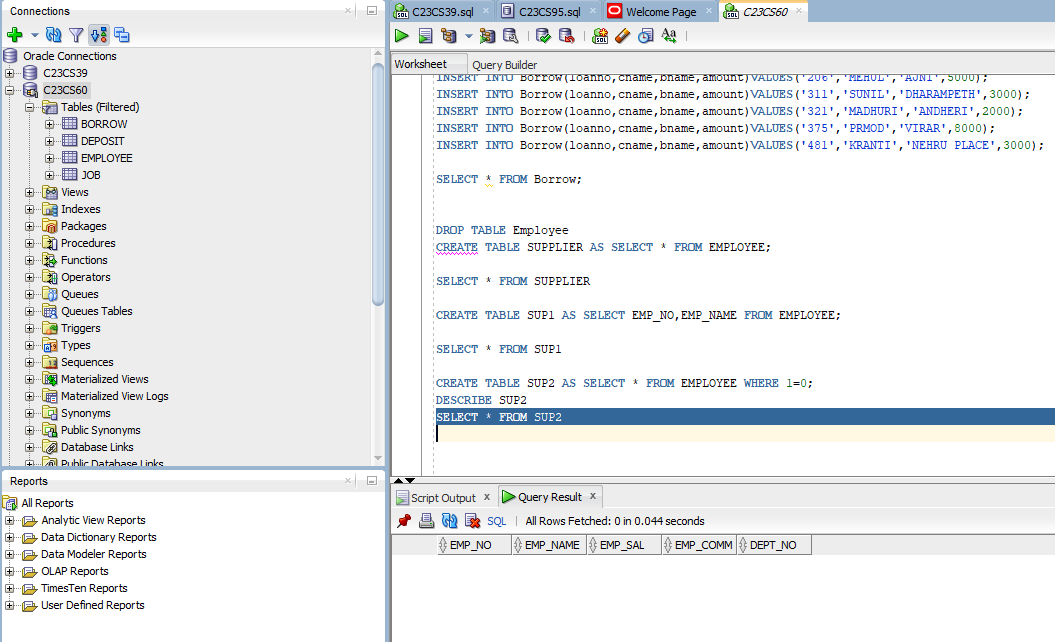 Connections
Oracle Connections
C23CS39
C23CS60
Tables (Filtered)
BORROW
DEPOSIT
EMPLOYEE
JOB
Views
Indexes
Packages
Procedures
Functions
Operators
Queues
Queues Tables
Triggers
Types
Sequences
Materialized Views
Materialized View Logs
Synonyms
Public Synonyms
Database Links
Public Database Links
Reports
All Reports
Analytic View Reports
Data Dictionary Reports
Data Modeler Reports
OLAP Reports
TimesTen Reports
User Defined Reports
C23CS39.sql C23CS95.sql Welcome Page C23CS60
Worksheet Query Builder
INSERT INTO Borrow(loanno,cname,bname,amount)VALUES('206','MEHUL','AJNI',5000);
INSERT INTO Borrow(loanno,cname,bname,amount)VALUES('311','SUNIL','DHARAMPETH',3000);
INSERT INTO Borrow(loanno,cname,bname,amount)VALUES('321','MADHURI','ANDHERI',2000);
INSERT INTO Borrow(loanno,cname,bname,amount)VALUES('375','PRMOD','VIRAR',8000);
INSERT INTO Borrow(loanno,cname,bname,amount)VALUES('481','KRANTI','NEHRU PLACE',3000);
SELECT * FROM Borrow;
DROP TABLE Employee
CREATE TABLE SUPPLIER AS SELECT * FROM EMPLOYEE;
SELECT * FROM SUPPLIER
CREATE TABLE SUP1 AS SELECT EMP_NO,EMP_NAME FROM EMPLOYEE;
SELECT * FROM SUP1
CREATE TABLE SUP2 AS SELECT * FROM EMPLOYEE WHERE 1=0;
DESCRIBE SUP2
SELECT * FROM SUP2
Script Output Query Result
SQL All Rows Fetched: 0 in 0.044 seconds
EMP_NO EMP_NAME EMP_SAL EMP_COMM DEPT_NO